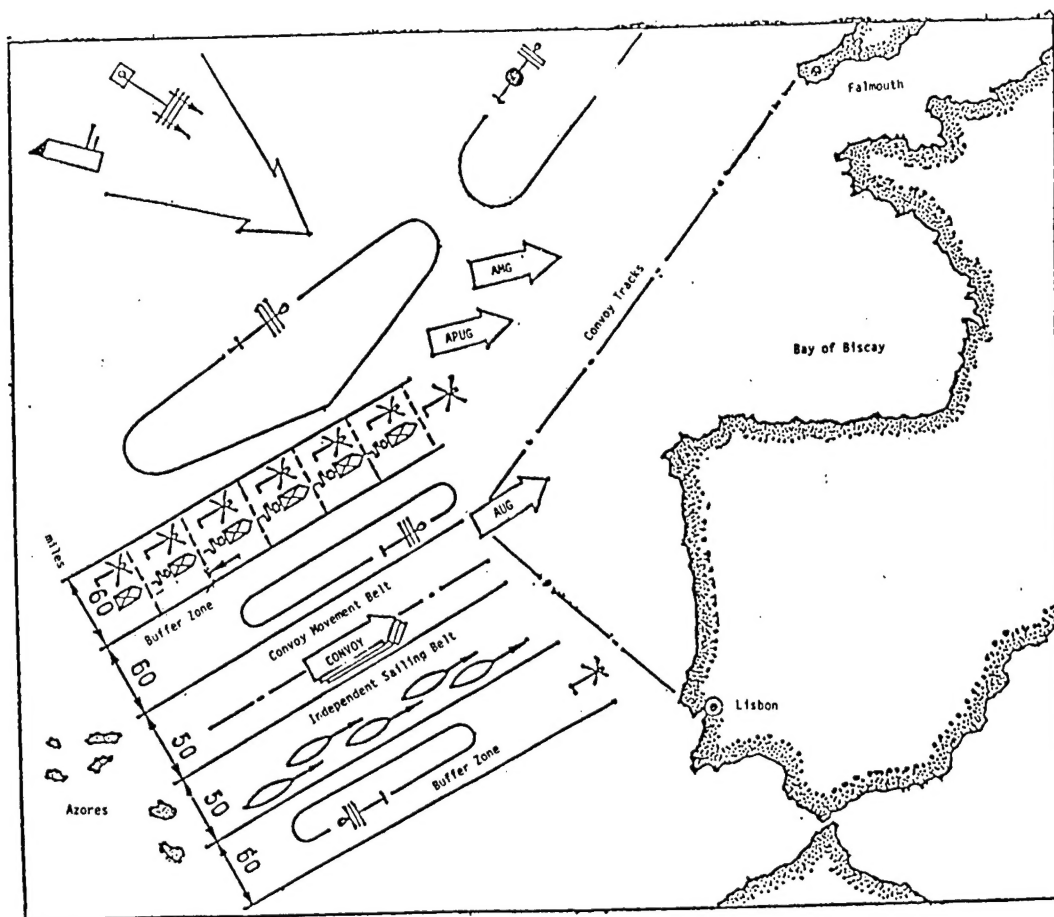 Falmouth
AMG
Convoy Tracks
APUG
Bay of Biscay
AUG
miles
60
Buffer Zone
60
Convoy Movement Belt
CONVOY
50
Independent Sailing Belt
Lisbon
50
Buffer Zone
Azores
60